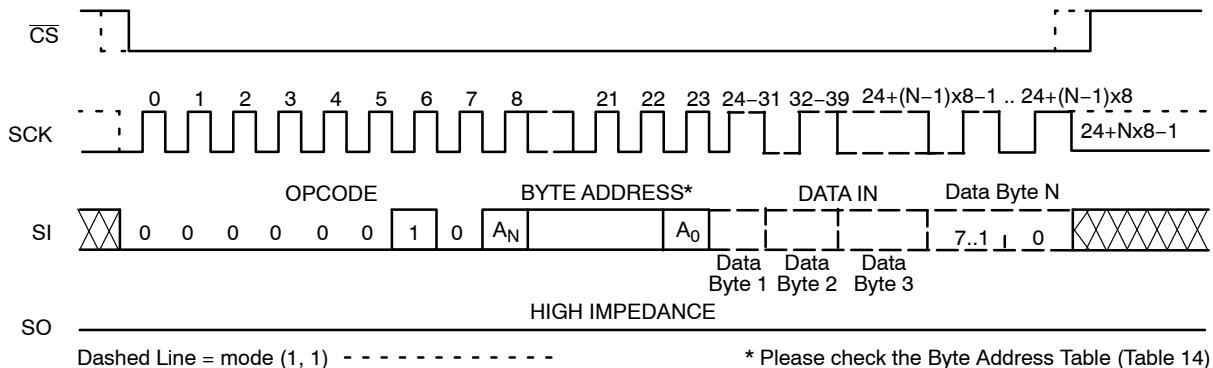 CS
0 1 2 3 4 5 6 7 8 21 22 23 24−31 32−39 24+(N−1)x8−1 .. 24+(N−1)x8
SCK
24+Nx8−1
OPCODE BYTE ADDRESS* DATA IN Data Byte N
SI 0 0 0 0 0 0 1 0 AN A0 7..1 0
Data Byte 1 Data Byte 2 Data Byte 3
HIGH IMPEDANCE
SO
Dashed Line = mode (1, 1) * Please check the Byte Address Table (Table 14)